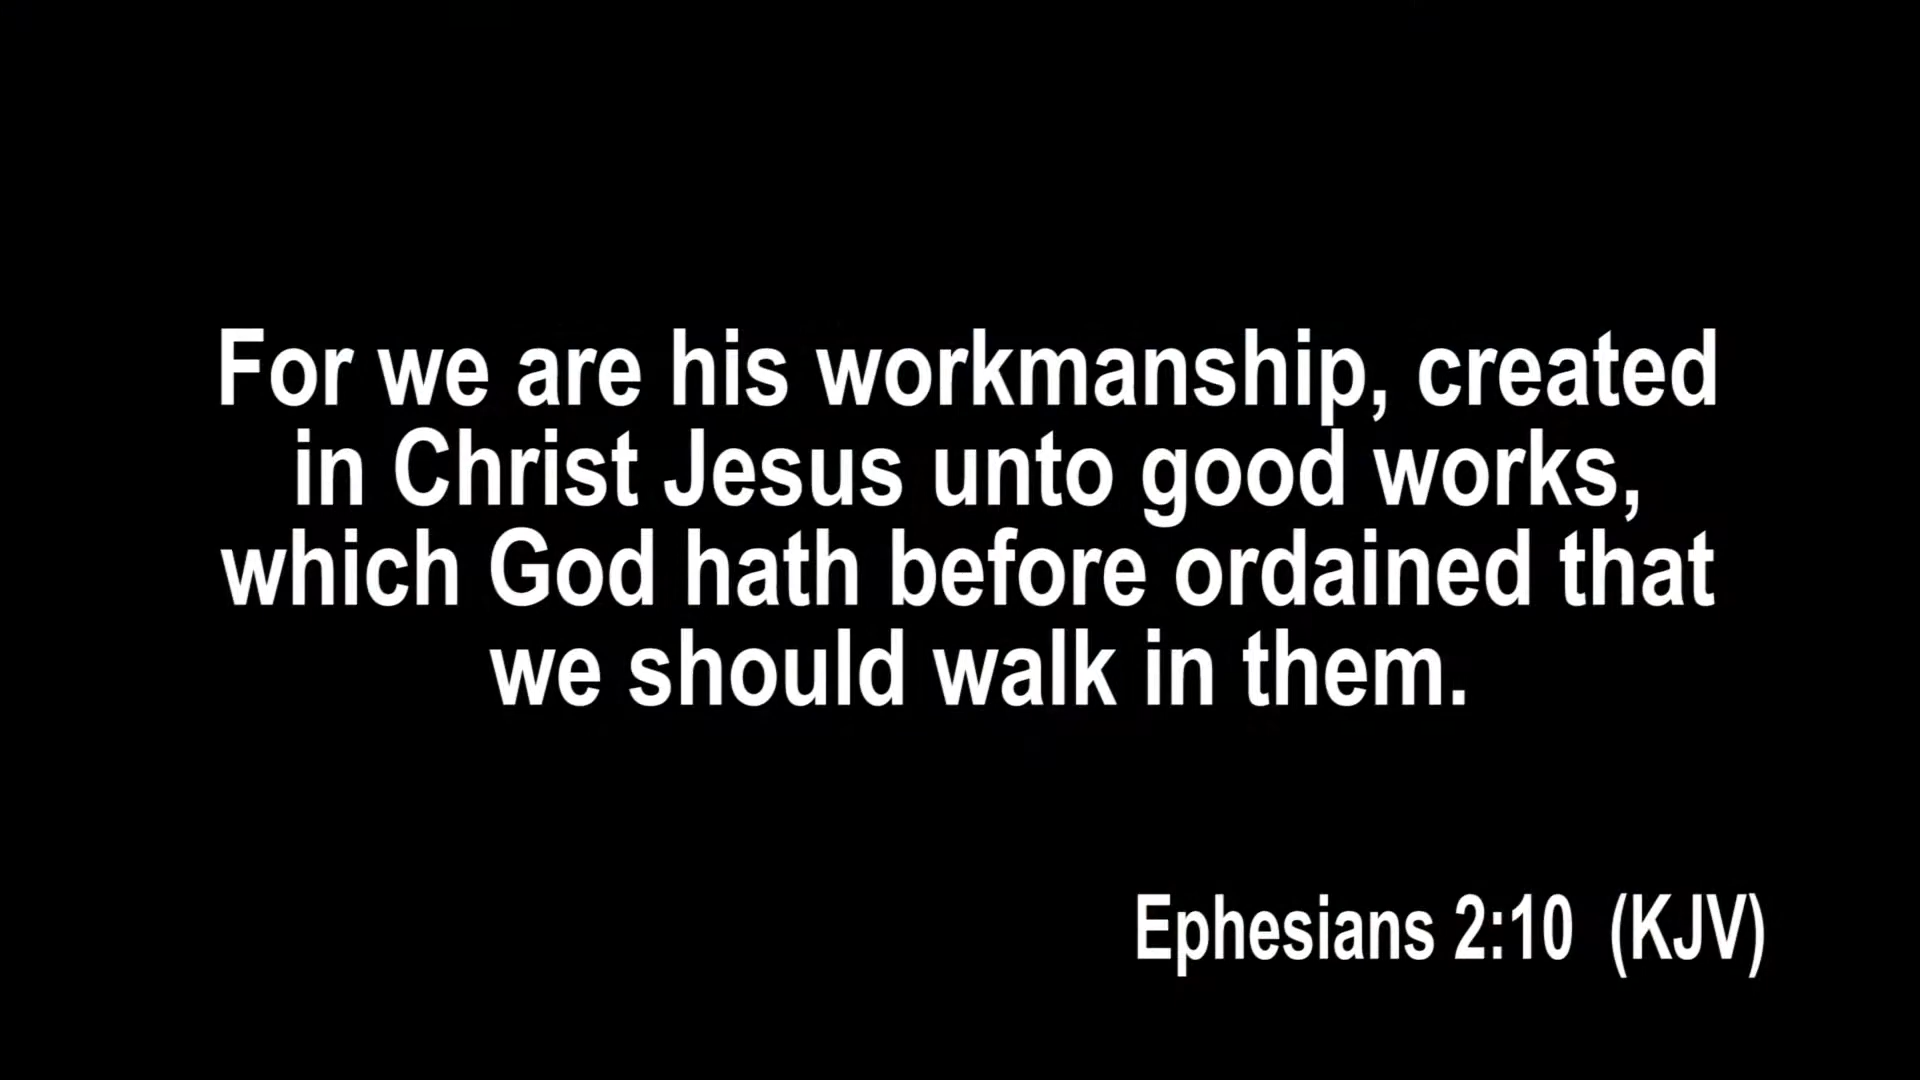 For we are his workmanship, created
in Christ Jesus unto good works,
which God hath before ordained that
we should walk in them.
Ephesians 2:10 (KJV)